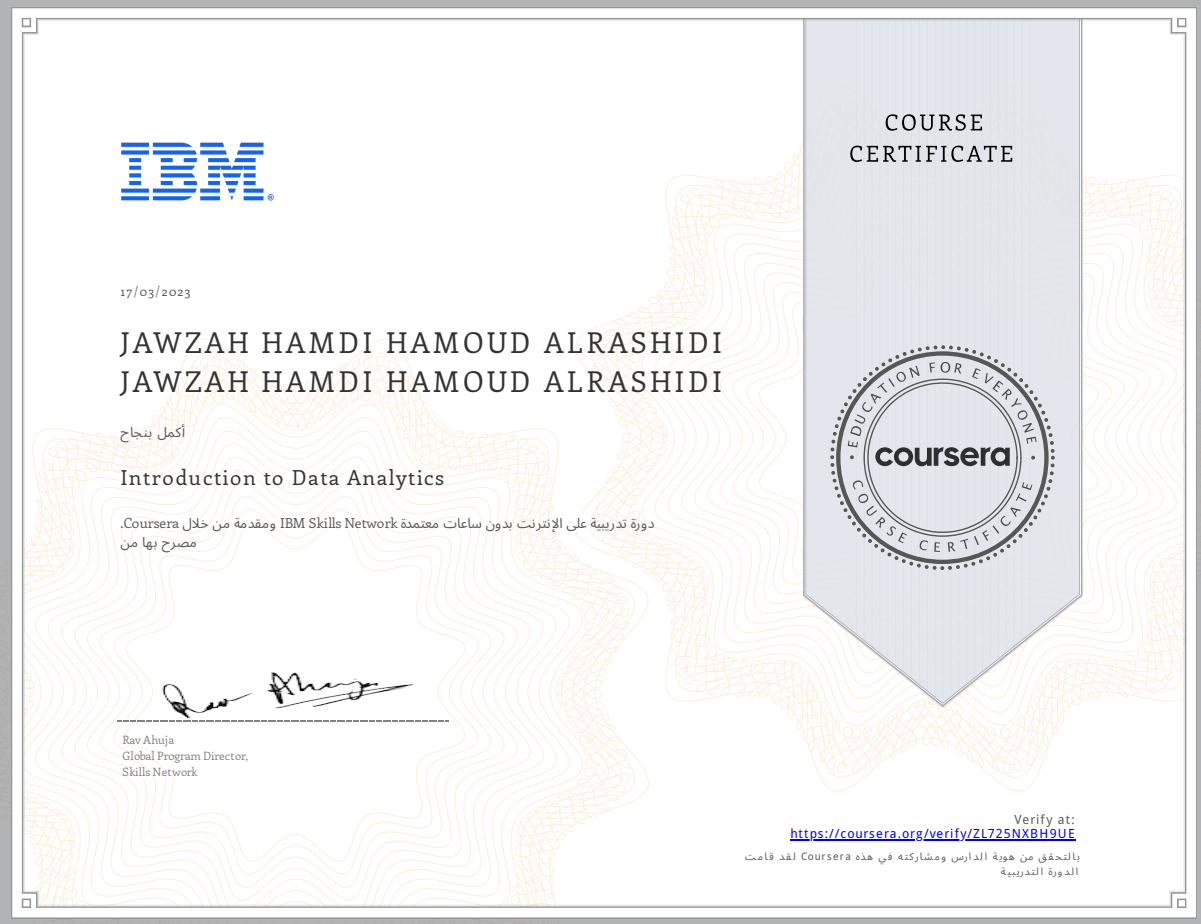 COURSE
CERTIFICATE
IBM®
17/03/2023
JAWZAH HAMDI HAMOUD ALRASHIDI
JAWZAH HAMDI HAMOUD ALRASHIDI
أكمل بنجاح
Introduction to Data Analytics
دورة تدريبية على الإنترنت بدون ساعات معتمدة IBM Skills Network ومقدمة من خلال Coursera.
مصرح بها من
EDUCATION FOR EVERYONE
coursera
COURSE CERTIFICATE
Rav Ahuja
Rav Ahuja
Global Program Director,
Skills Network
Verify at:
https://coursera.org/verify/ZL725NXBH9UE
بالتحقق من هوية الدارس ومشاركته في هذه Coursera لقد قامت
الدورة التدريبية